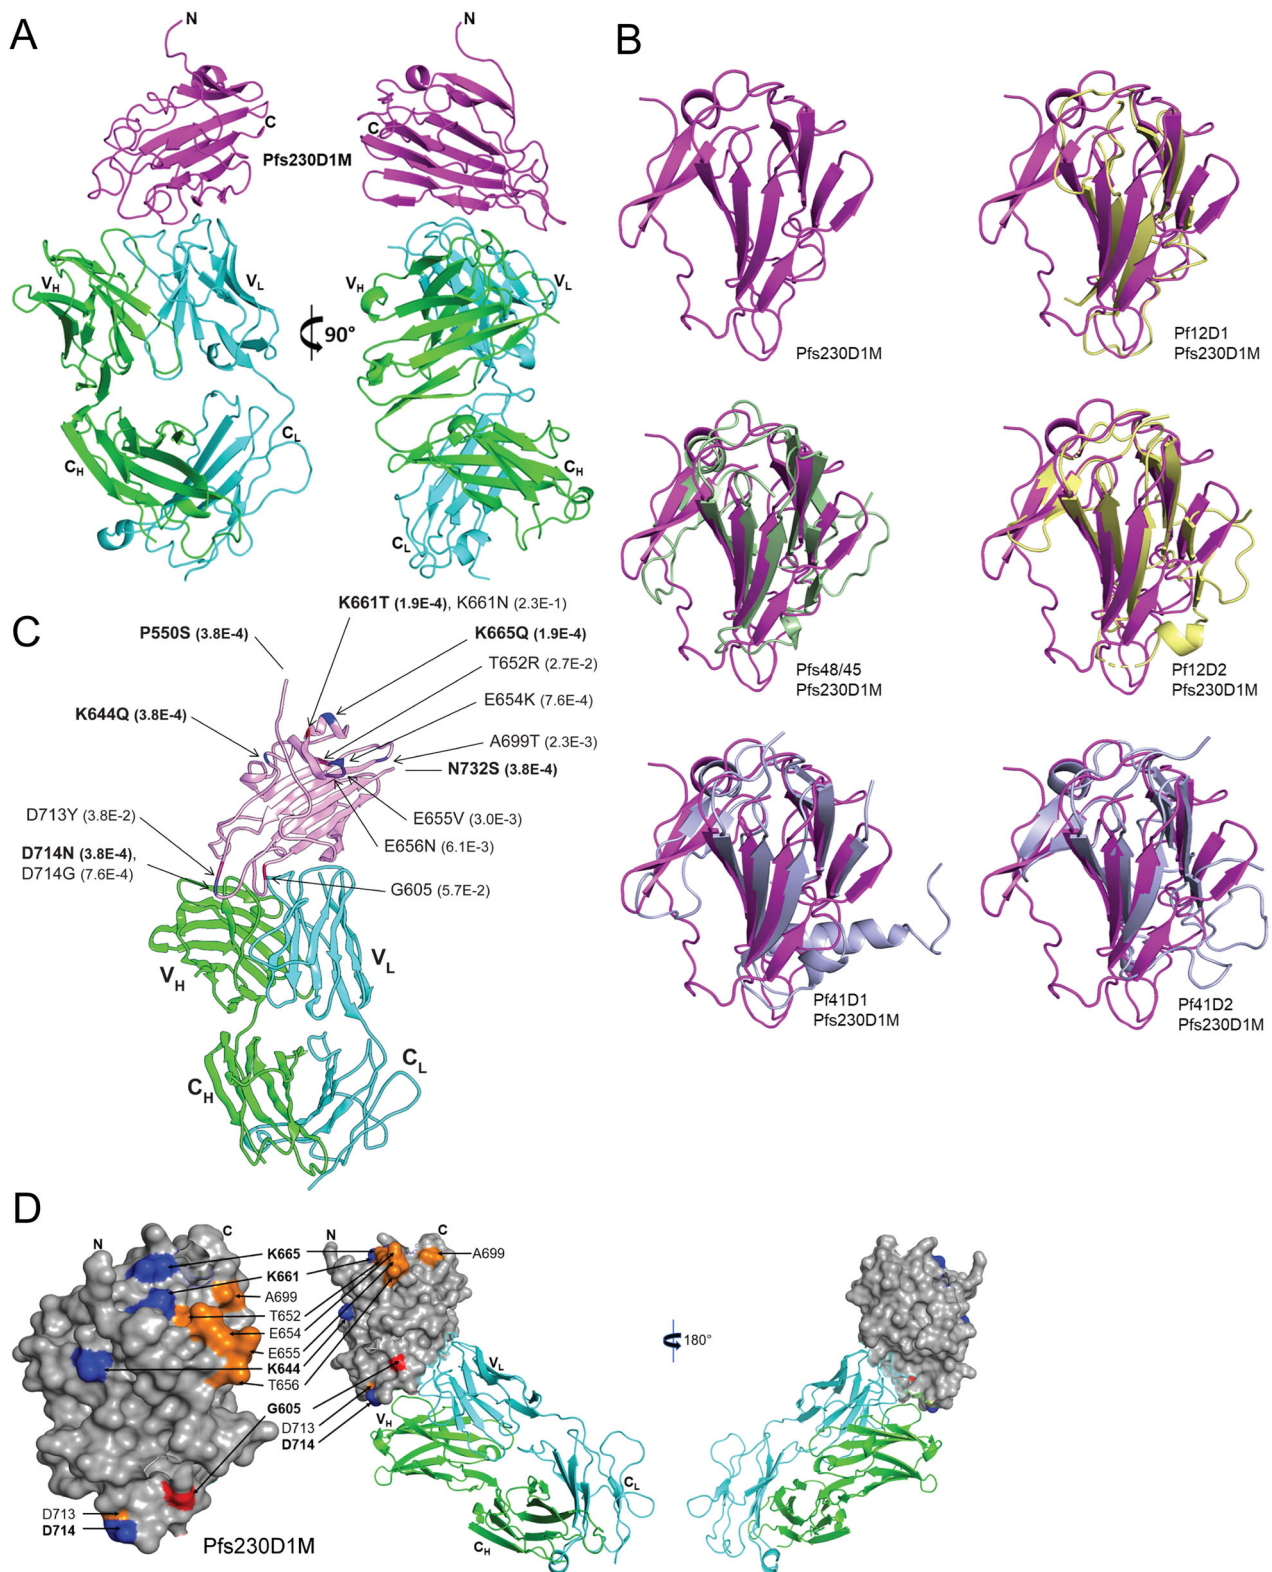 A
N
N
C
C
Pfs230D1M
VH
VL
VH
VL
90°
CL
CH
CH
CL
B
Pfs230D1M
Pf12D1
Pfs230D1M
Pfs48/45
Pfs230D1M
Pf12D2
Pfs230D1M
Pf41D1
Pfs230D1M
Pf41D2
Pfs230D1M
C
K661T (1.9E-4), K661N (2.3E-1)
P550S (3.8E-4)
K665Q (1.9E-4)
T652R (2.7E-2)
E654K (7.6E-4)
K644Q (3.8E-4)
A699T (2.3E-3)
N732S (3.8E-4)
D713Y (3.8E-2)
E655V (3.0E-3)
E656N (6.1E-3)
D714N (3.8E-4),
D714G (7.6E-4)
G605 (5.7E-2)
VH
VL
CH
CL
D
N
C
K665
K661
A699
T652
E654
E655
K644
T656
G605
D713
D714
D713
D714
Pfs230D1M
N
C
A699
VL
VH
CL
CH
180°